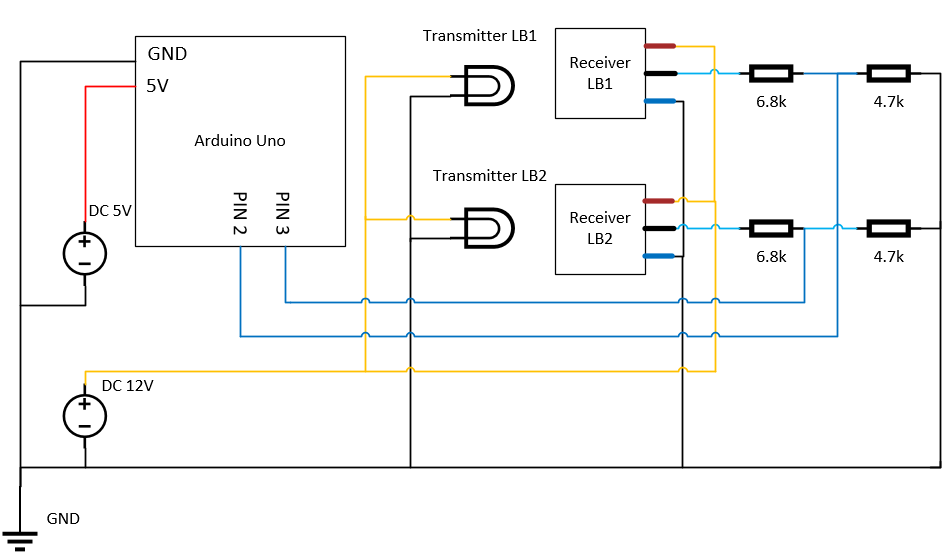 GND
5V
Arduino Uno
PIN 2
PIN 3
DC 5V
DC 12V
GND
Transmitter LB1
Transmitter LB2
Receiver
LB1
Receiver
LB2
6.8k
4.7k
6.8k
4.7k